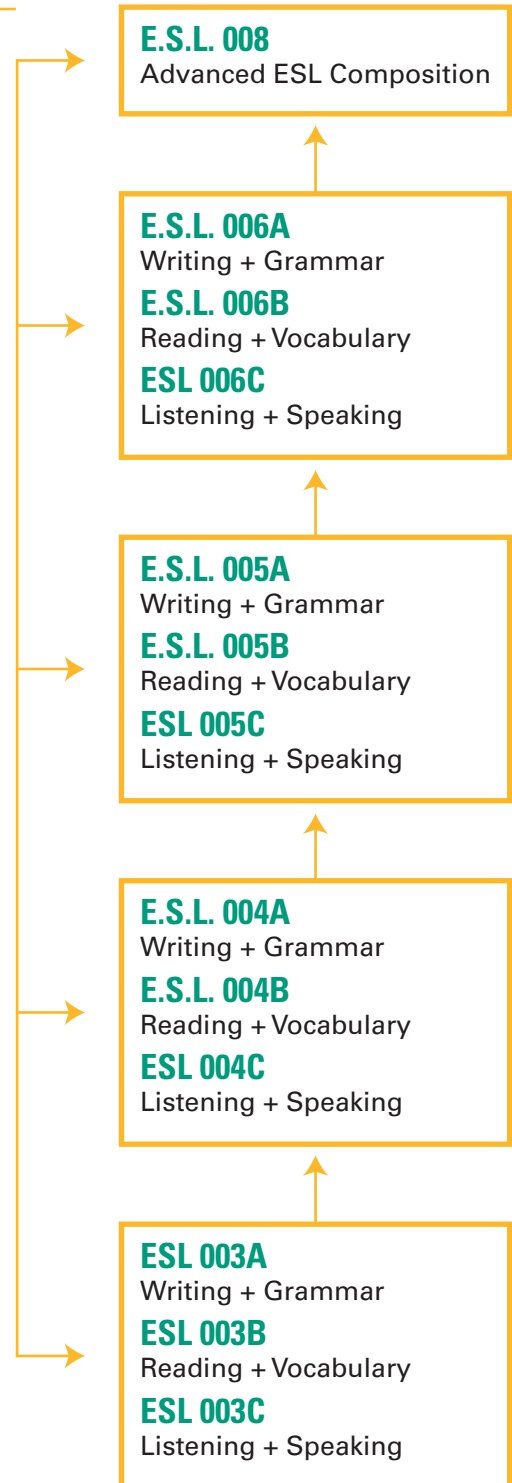 E.S.L. 008
Advanced ESL Composition
E.S.L. 006A
Writing + Grammar
E.S.L. 006B
Reading + Vocabulary
ESL 006C
Listening + Speaking
E.S.L. 005A
Writing + Grammar
E.S.L. 005B
Reading + Vocabulary
ESL 005C
Listening + Speaking
E.S.L. 004A
Writing + Grammar
E.S.L. 004B
Reading + Vocabulary
ESL 004C
Listening + Speaking
ESL 003A
Writing + Grammar
ESL 003B
Reading + Vocabulary
ESL 003C
Listening + Speaking